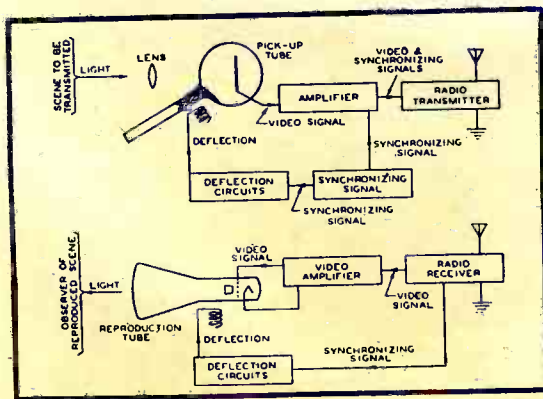 SCENE TO BE
TRANSMITTED
LIGHT
LENS
PICK-UP
TUBE
VIDEO SIGNAL
AMPLIFIER
VIDEO &
SYNCHRONIZING
SIGNALS
RADIO
TRANSMITTER
DEFLECTION
SYNCHRONIZING
SIGNAL
DEFLECTION
CIRCUITS
SYNCHRONIZING
SIGNAL
SYNCHRONIZING
SIGNAL
OBSERVER OF
REPRODUCED SCENE
LIGHT
REPRODUCTION
TUBE
VIDEO
SIGNAL
VIDEO
AMPLIFIER
VIDEO
SIGNAL
RADIO
RECEIVER
DEFLECTION
DEFLECTION
CIRCUITS
SYNCHRONIZING
SIGNAL